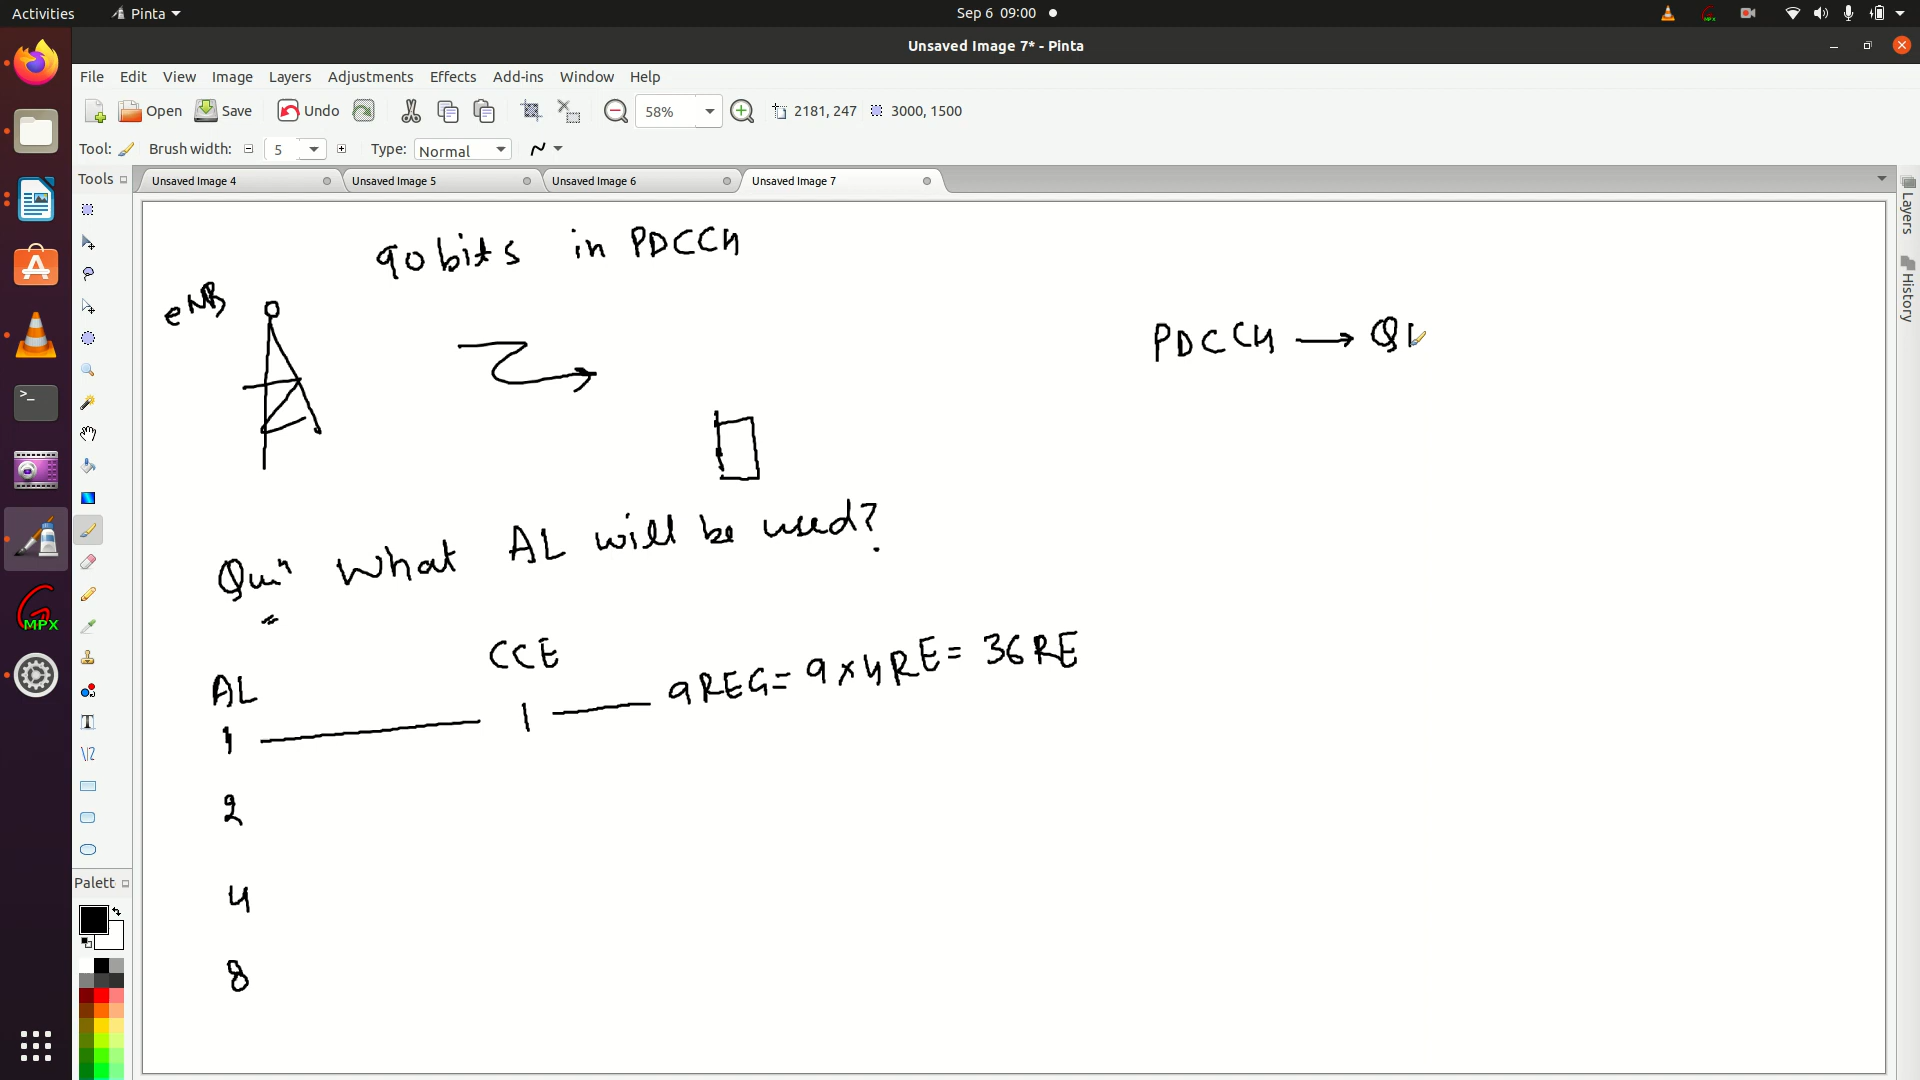 Activities
Pinta
Sep 6 09:00
Unsaved Image 7* - Pinta
File Edit View Image Layers Adjustments Effects Add-ins Window Help
Open Save Undo 58% 2181, 247 3000, 1500
Tool: Brush width: 5 Type: Normal
Tools
Unsaved Image 4
Unsaved Image 5
Unsaved Image 6
Unsaved Image 7
Layers
History
90 bits in PDCCH
eNB
PDCCH → Q
What AL will be used?
CCE
AL
1 1 9REG = 9 x 4RE = 36RE
2
4
8
Palett
>_
MPX